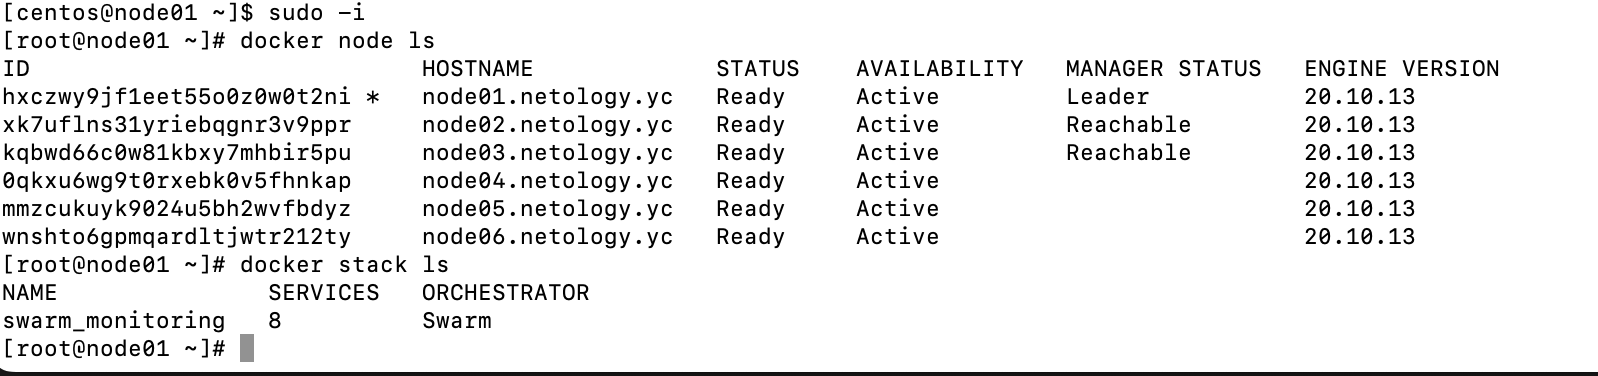 [centos@node01 ~]$ sudo -i
[root@node01 ~]# docker node ls
ID                            HOSTNAME             STATUS    AVAILABILITY   MANAGER STATUS   ENGINE VERSION
hxczwy9jf1eet55o0z0w0t2ni *   node01.netology.yc   Ready     Active         Leader           20.10.13
xk7uflns31yriebqgnr3v9ppr     node02.netology.yc   Ready     Active         Reachable        20.10.13
kqbwd66c0w81kbxy7mhbir5pu     node03.netology.yc   Ready     Active         Reachable        20.10.13
0qkxu6wg9t0rxebk0v5fhnkap     node04.netology.yc   Ready     Active                          20.10.13
mmzcukuyk9024u5bh2wvfbdyz     node05.netology.yc   Ready     Active                          20.10.13
wnshto6gpmqardltjwtr212ty     node06.netology.yc   Ready     Active                          20.10.13
[root@node01 ~]# docker stack ls
NAME               SERVICES   ORCHESTRATOR
swarm_monitoring   8          Swarm
[root@node01 ~]#